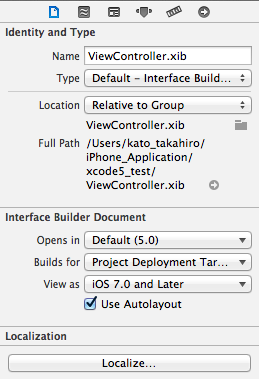 Identity and Type
Name ViewController.xib
Type Default - Interface Build...
Location Relative to Group
ViewController.xib
Full Path /Users/kato_takahiro/
iPhone_Application/
xcode5_test/
ViewController.xib
Interface Builder Document
Opens in Default (5.0)
Builds for Project Deployment Tar...
View as iOS 7.0 and Later
Use Autolayout
Localization
Localize...